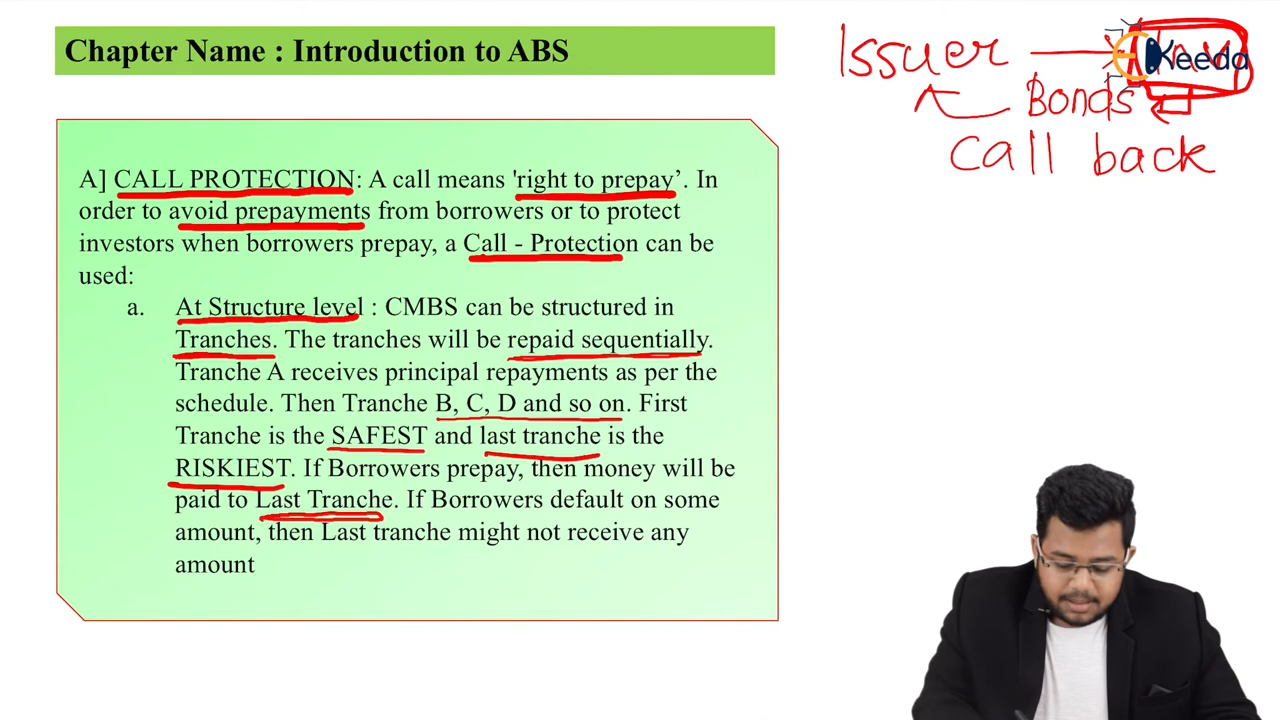 Chapter Name : Introduction to ABS
Issuer
Keeda
Bonds
Call back
A] CALL PROTECTION: A call means 'right to prepay’. In
order to avoid prepayments from borrowers or to protect
investors when borrowers prepay, a Call - Protection can be
used:
a. At Structure level : CMBS can be structured in
Tranches. The tranches will be repaid sequentially.
Tranche A receives principal repayments as per the
schedule. Then Tranche B, C, D and so on. First
Tranche is the SAFEST and last tranche is the
RISKIEST. If Borrowers prepay, then money will be
paid to Last Tranche. If Borrowers default on some
amount, then Last tranche might not receive any
amount